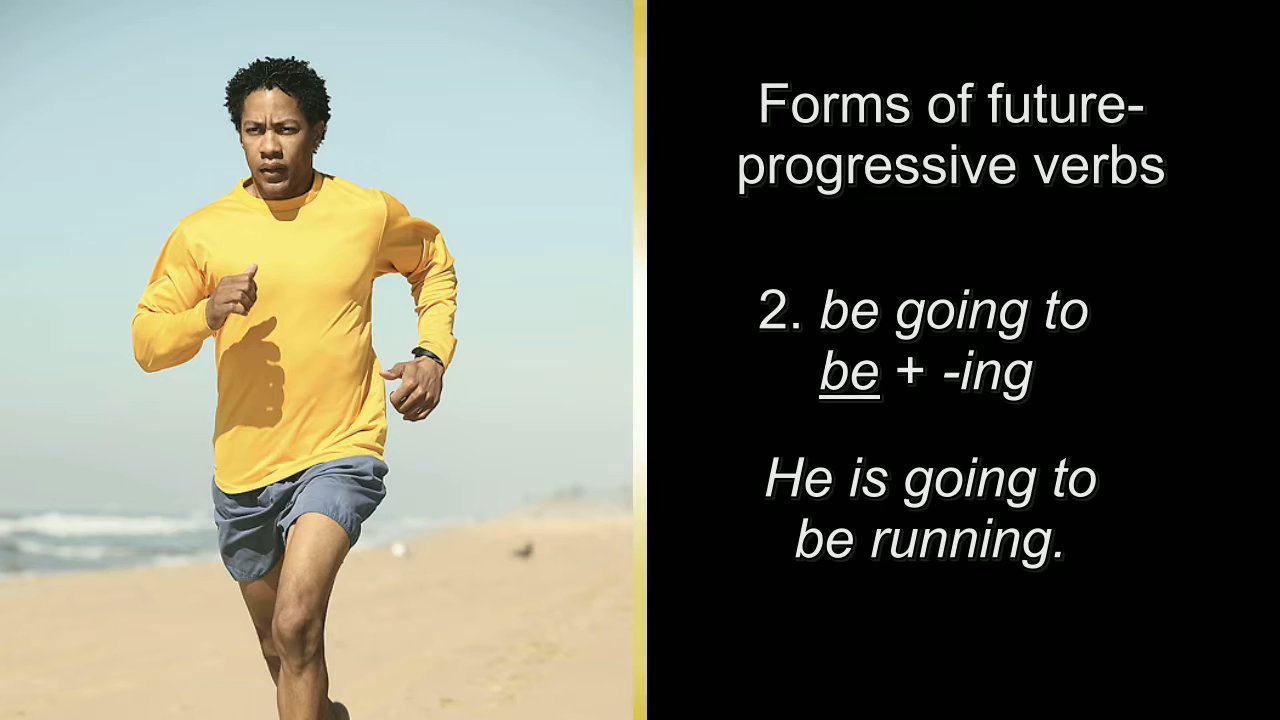 Forms of future-
progressive verbs
2. be going to
be + -ing
He is going to
be running.